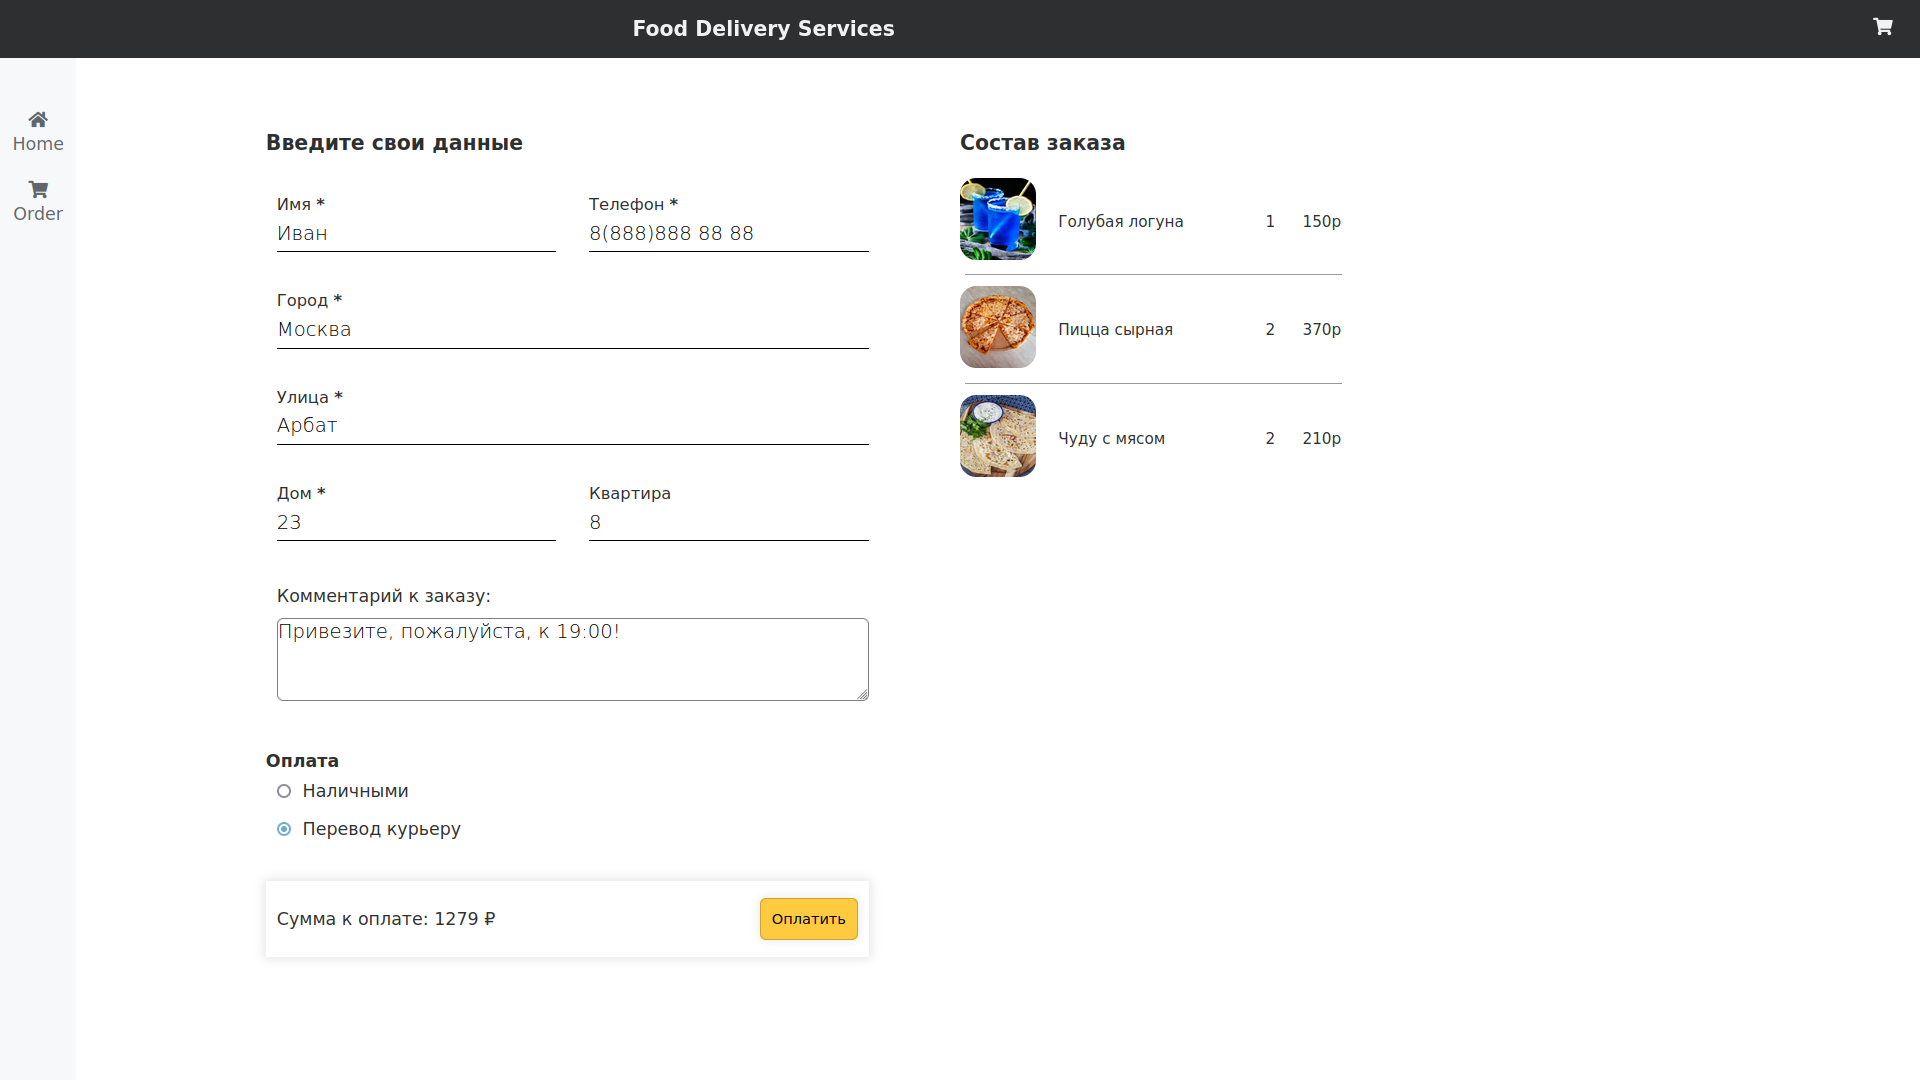 Food Delivery Services
Home
Order
Введите свои данные
Имя *
Иван
Телефон *
8(888)888 88 88
Город *
Москва
Улица *
Арбат
Дом *
23
Квартира
8
Комментарий к заказу:
Привезите, пожалуйста, к 19:00!
Оплата
Наличными
Перевод курьеру
Сумма к оплате: 1279 ₽
Оплатить
Состав заказа
Голубая логуна 1 150р
Пицца сырная 2 370р
Чуду с мясом 2 210р